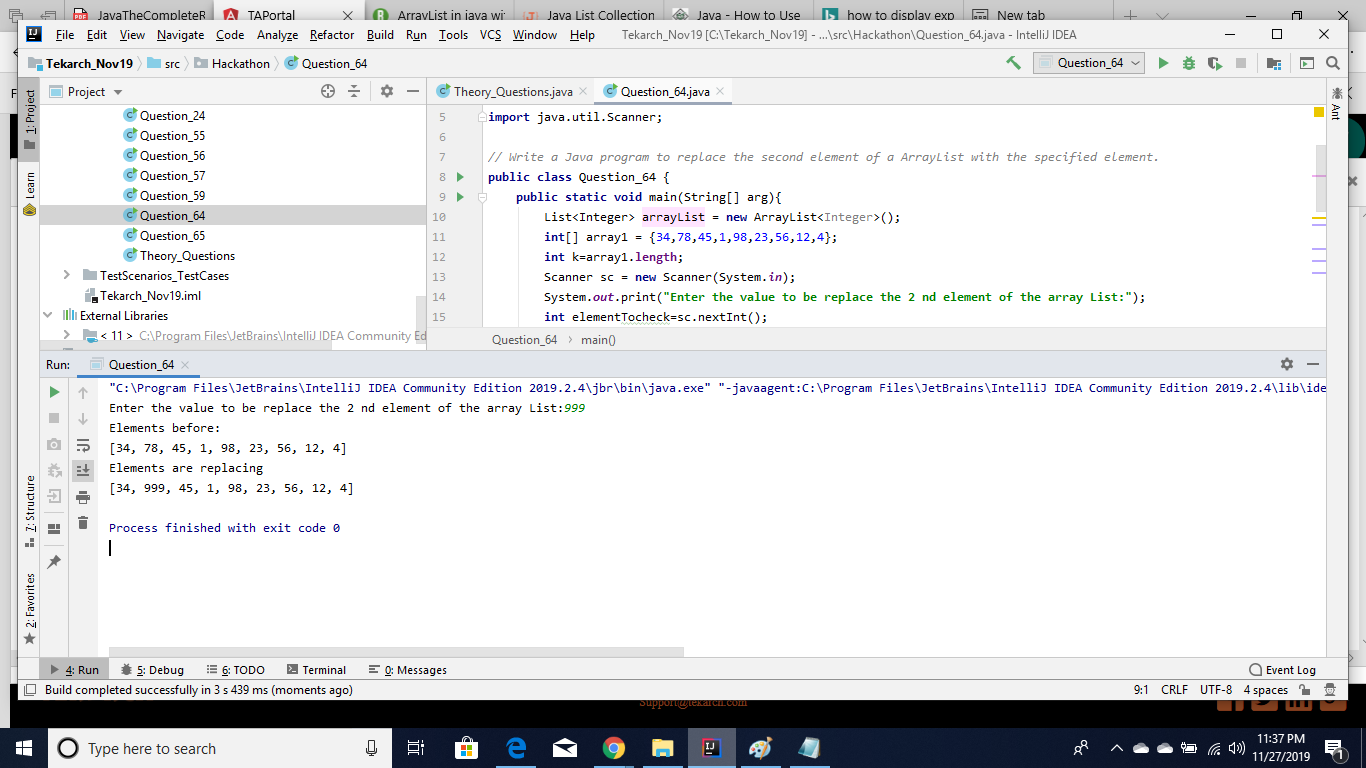 JavaTheCompleteR
TAPortal
ArrayList in java wi
Java List Collection
Java - How to Use
how to display exp
New tab
File Edit View Navigate Code Analyze Refactor Build Run Tools VCS Window Help
Tekarch_Nov19 [C:\Tekarch_Nov19] - ...\src\Hackathon\Question_64.java - IntelliJ IDEA
Tekarch_Nov19 src Hackathon Question_64
Question_64
1: Project
Learn
Project
Question_24
Question_55
Question_56
Question_57
Question_59
Question_64
Question_65
Theory_Questions
TestScenarios_TestCases
Tekarch_Nov19.iml
External Libraries
< 11 > C:\Program Files\JetBrains\IntelliJ IDEA Community Ed
Theory_Questions.java
Question_64.java
Ant
5 import java.util.Scanner;
6
7 // Write a Java program to replace the second element of a ArrayList with the specified element.
8 public class Question_64 {
9 public static void main(String[] arg){
10 List<Integer> arrayList = new ArrayList<Integer>();
11 int[] array1 = {34,78,45,1,98,23,56,12,4};
12 int k=array1.length;
13 Scanner sc = new Scanner(System.in);
14 System.out.print("Enter the value to be replace the 2 nd element of the array List:");
15 int elementTocheck=sc.nextInt();
Question_64 main()
Run: Question_64
"C:\Program Files\JetBrains\IntelliJ IDEA Community Edition 2019.2.4\jbr\bin\java.exe" "-javaagent:C:\Program Files\JetBrains\IntelliJ IDEA Community Edition 2019.2.4\lib\ide
Enter the value to be replace the 2 nd element of the array List:999
Elements before:
[34, 78, 45, 1, 98, 23, 56, 12, 4]
Elements are replacing
[34, 999, 45, 1, 98, 23, 56, 12, 4]
Process finished with exit code 0
7: Structure
2: Favorites
4: Run 5: Debug 6: TODO Terminal 0: Messages
Event Log
Build completed successfully in 3 s 439 ms (moments ago)
9:1 CRLF UTF-8 4 spaces
Support@tekarch.com
Type here to search
11:37 PM
11/27/2019
1